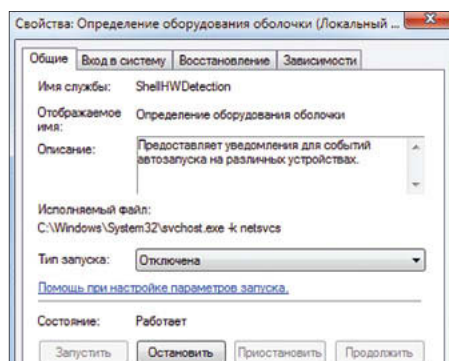 Свойства: Определение оборудования оболочки (Локальный ...
Общие Вход в систему Восстановление Зависимости
Имя службы: ShellHWDetection
Отображаемое имя: Определение оборудования оболочки
Описание: Предоставляет уведомления для событий
автозапуска на различных устройствах.
Исполняемый файл:
C:\Windows\System32\svchost.exe -k netsvcs
Тип запуска: Отключена
Помощь при настройке параметров запуска.
Состояние: Работает
Запустить Остановить Приостановить Продолжить